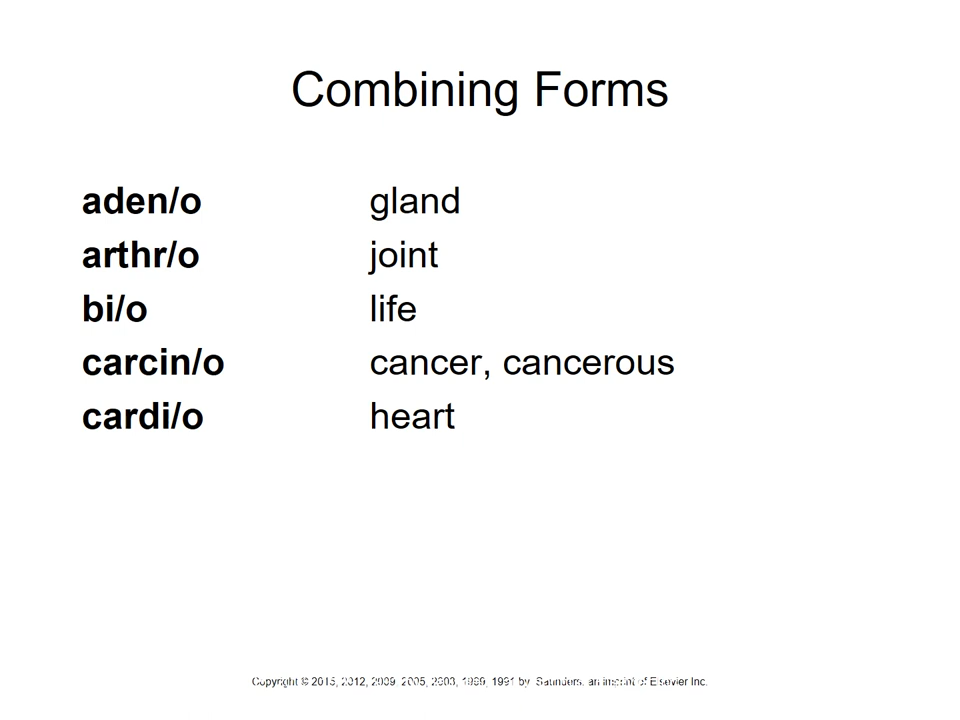 Combining Forms
aden/o gland
arthr/o joint
bi/o life
carcin/o cancer, cancerous
cardi/o heart
Copyright © 2015, 2012, 2009, 2005, 2003, 1999, 1991 by Saunders, an imprint of Elsevier Inc.